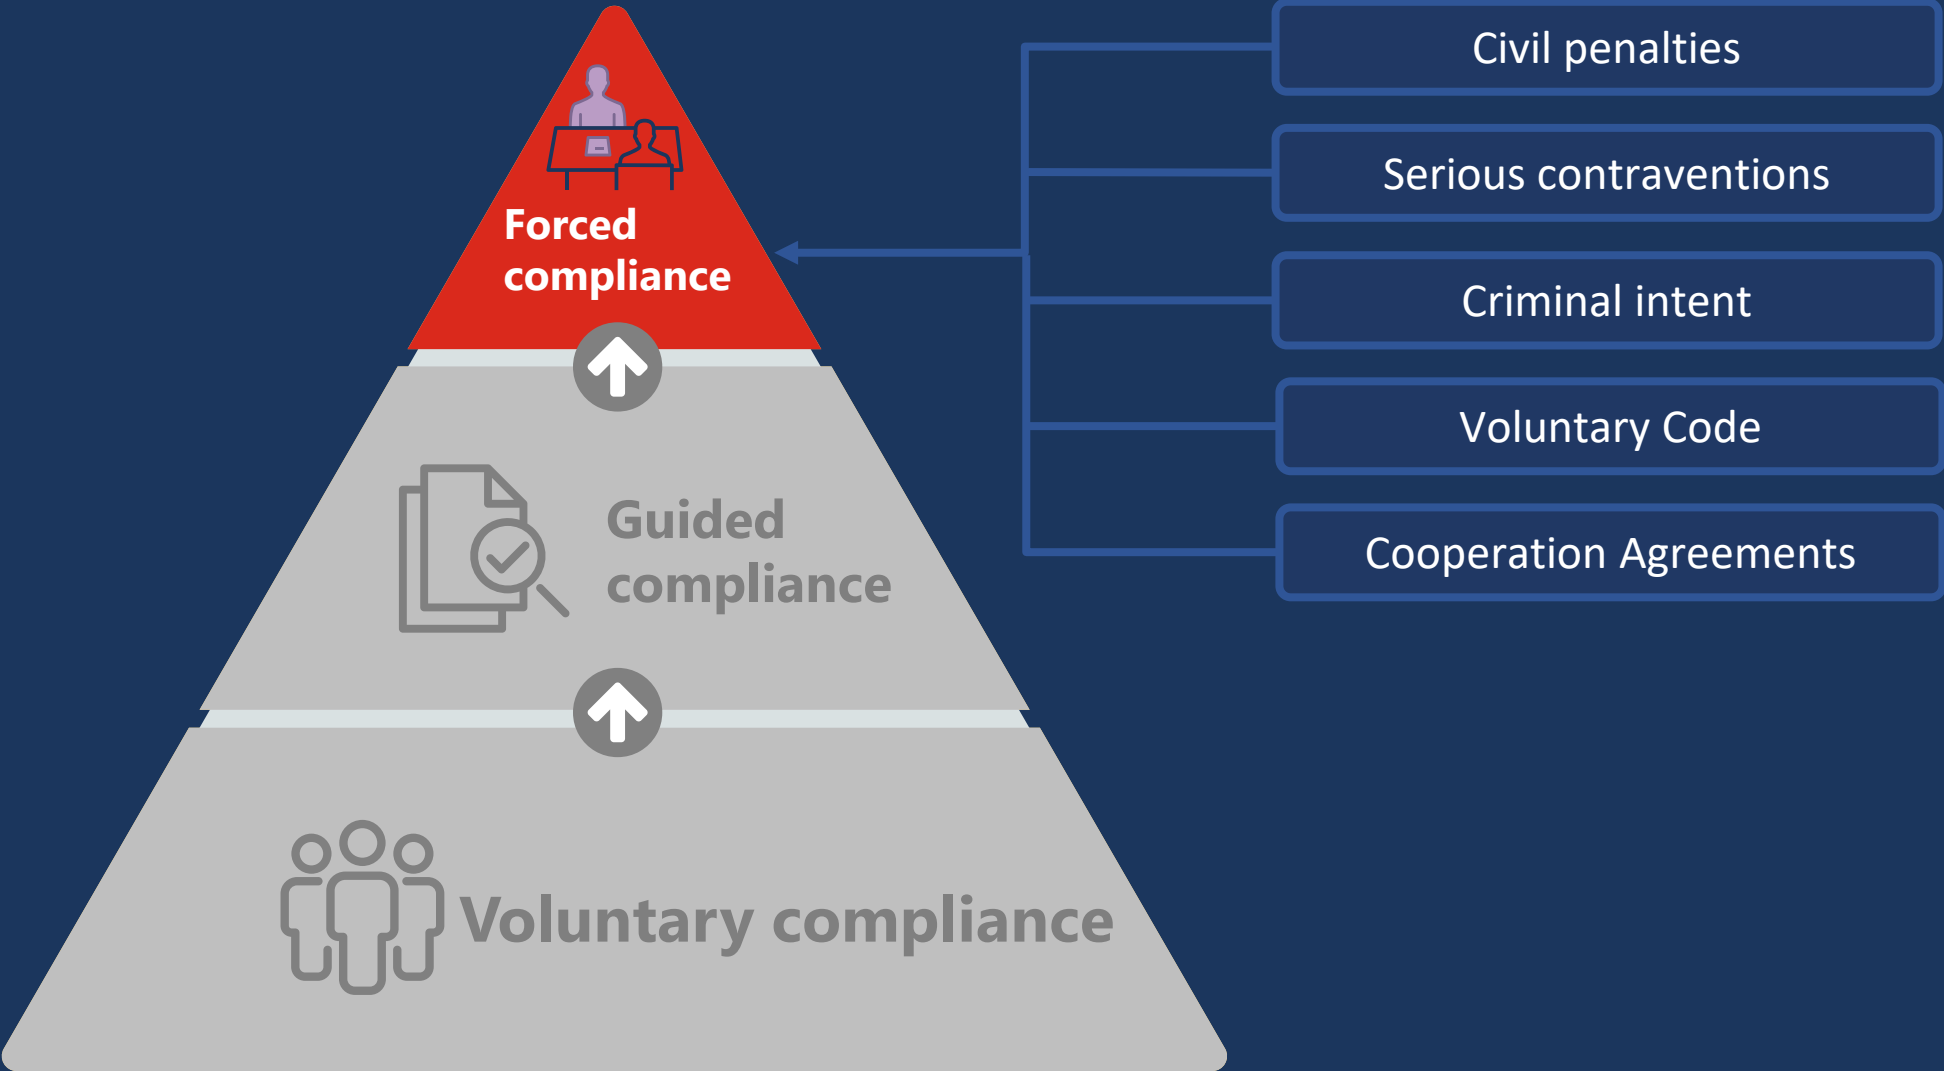 Forced
compliance
Guided
compliance
Voluntary compliance
Civil penalties
Serious contraventions
Criminal intent
Voluntary Code
Cooperation Agreements